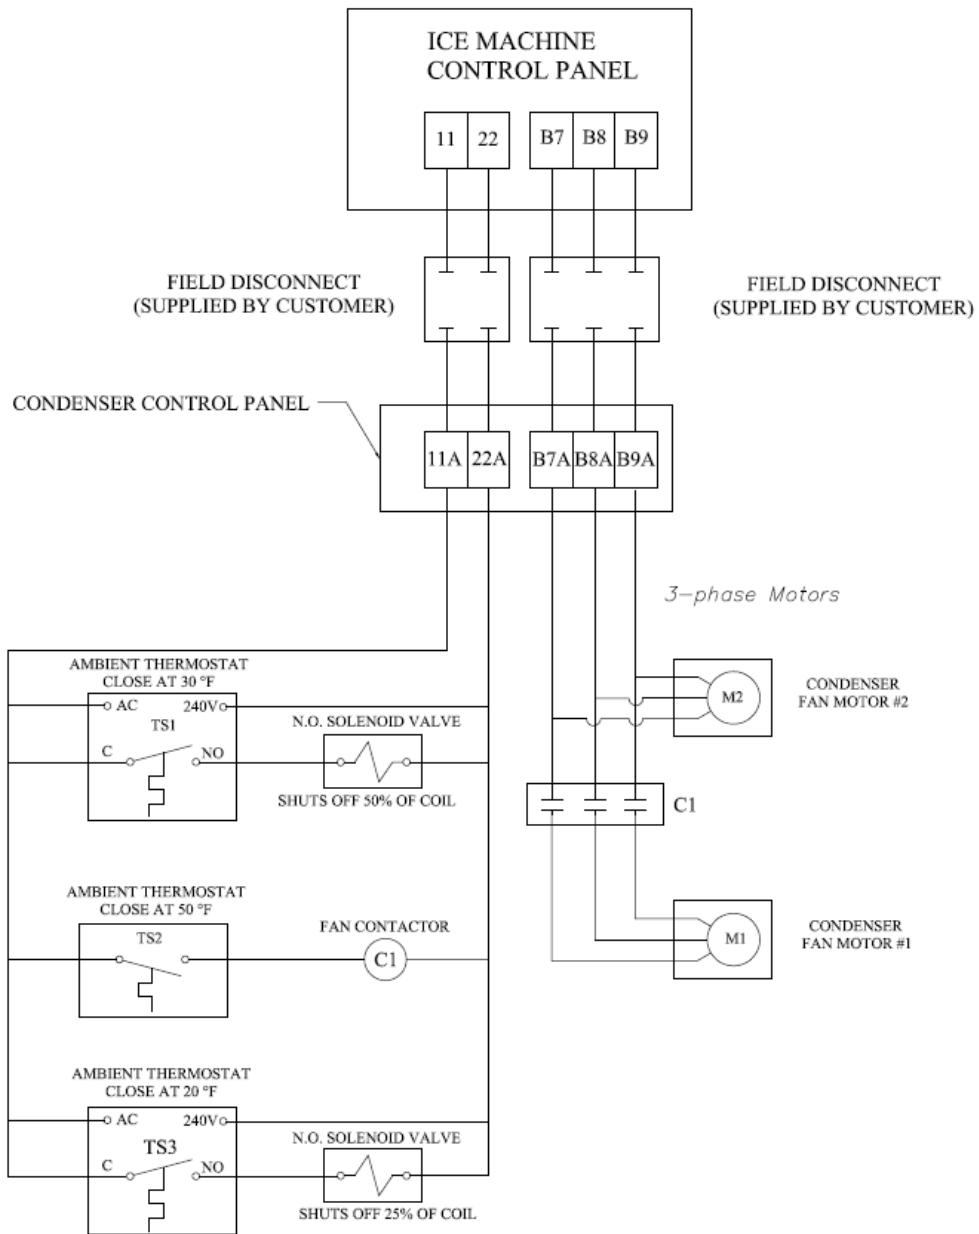 ICE MACHINE
CONTROL PANEL
11 22 B7 B8 B9
FIELD DISCONNECT
(SUPPLIED BY CUSTOMER)
FIELD DISCONNECT
(SUPPLIED BY CUSTOMER)
CONDENSER CONTROL PANEL
11A 22A B7A B8A B9A
3-phase Motors
AMBIENT THERMOSTAT
CLOSE AT 30 °F
AC 240V
TS1
C NO
N.O. SOLENOID VALVE
SHUTS OFF 50% OF COIL
M2
CONDENSER
FAN MOTOR #2
C1
AMBIENT THERMOSTAT
CLOSE AT 50 °F
TS2
FAN CONTACTOR
C1
M1
CONDENSER
FAN MOTOR #1
AMBIENT THERMOSTAT
CLOSE AT 20 °F
AC 240V
TS3
C NO
N.O. SOLENOID VALVE
SHUTS OFF 25% OF COIL